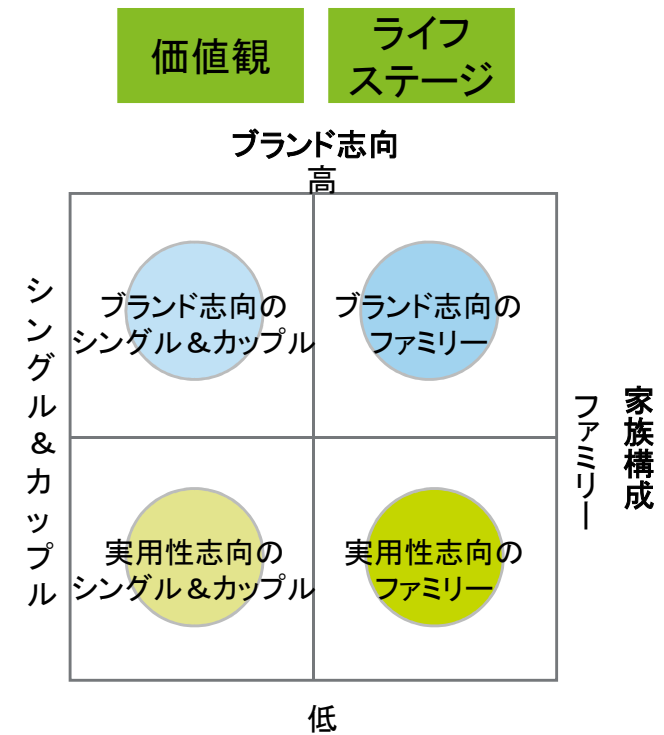 価値観
ライフ
ステージ
ブランド志向
高
シングル&カップル
ブランド志向の
シングル&カップル
ブランド志向の
ファミリー
実用性志向の
シングル&カップル
実用性志向の
ファミリー
ファミリー
家族構成
低